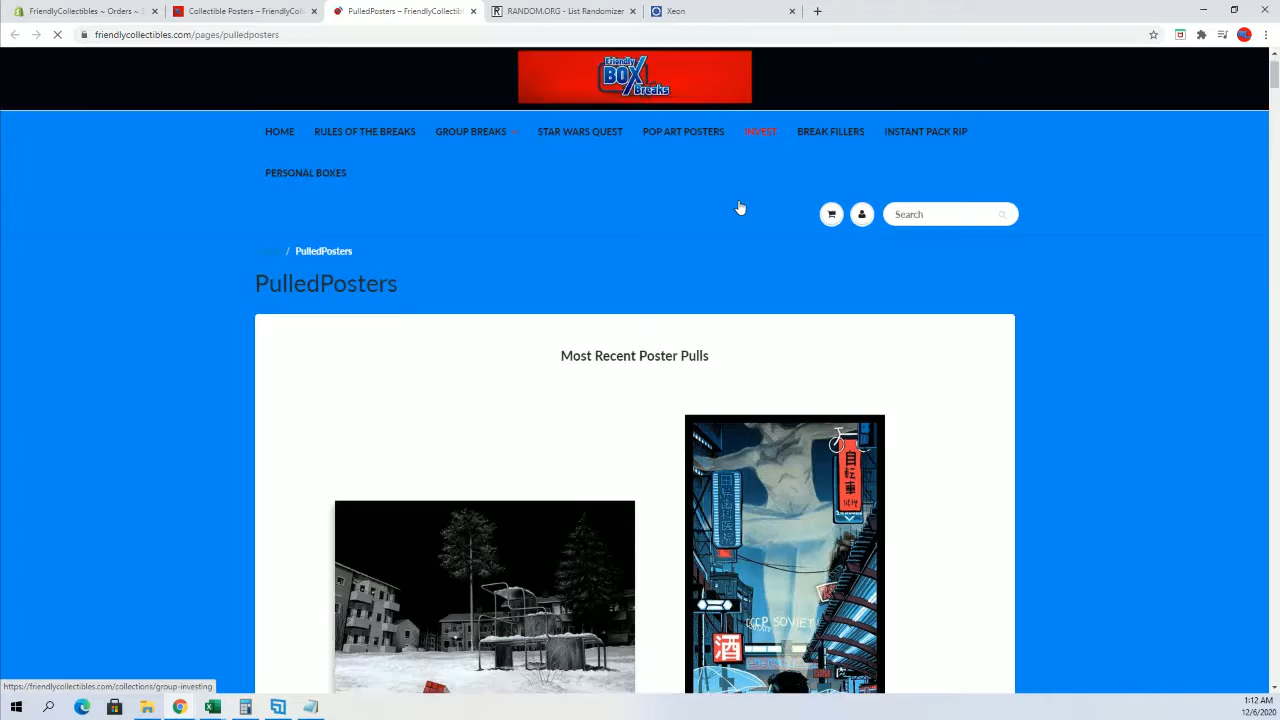 FriendlyCollectibles ~ Orders ~ S
Collectible Posters – FriendlyColl
PulledPosters – FriendlyCollectibl
RANDOM.ORG - List Randomizer
Xeon
friendlycollectibles.com/pages/pulledposters
Friendly
BOX
Breaks
HOME RULES OF THE BREAKS GROUP BREAKS STAR WARS QUEST POP ART POSTERS INVEST BREAK FILLERS INSTANT PACK RIP
PERSONAL BOXES
Search
/ PulledPosters
PulledPosters
Most Recent Poster Pulls
自転車
酒
https://friendlycollectibles.com/collections/group-investing
1:12 AM
12/6/2020